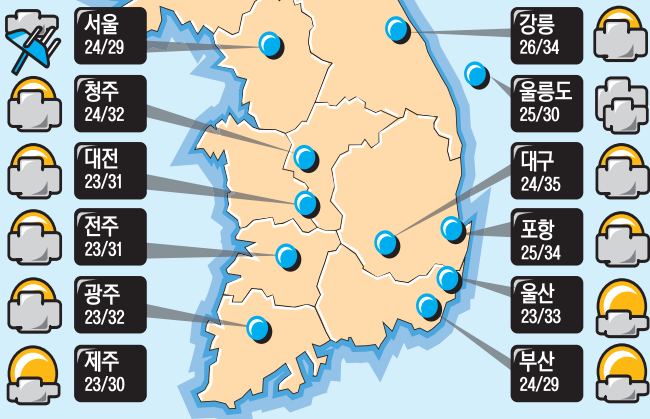 서울
24/29
청주
24/32
대전
23/31
전주
23/31
광주
23/32
제주
23/30
강릉
26/34
울릉도
25/30
대구
24/35
포항
25/34
울산
23/33
부산
24/29